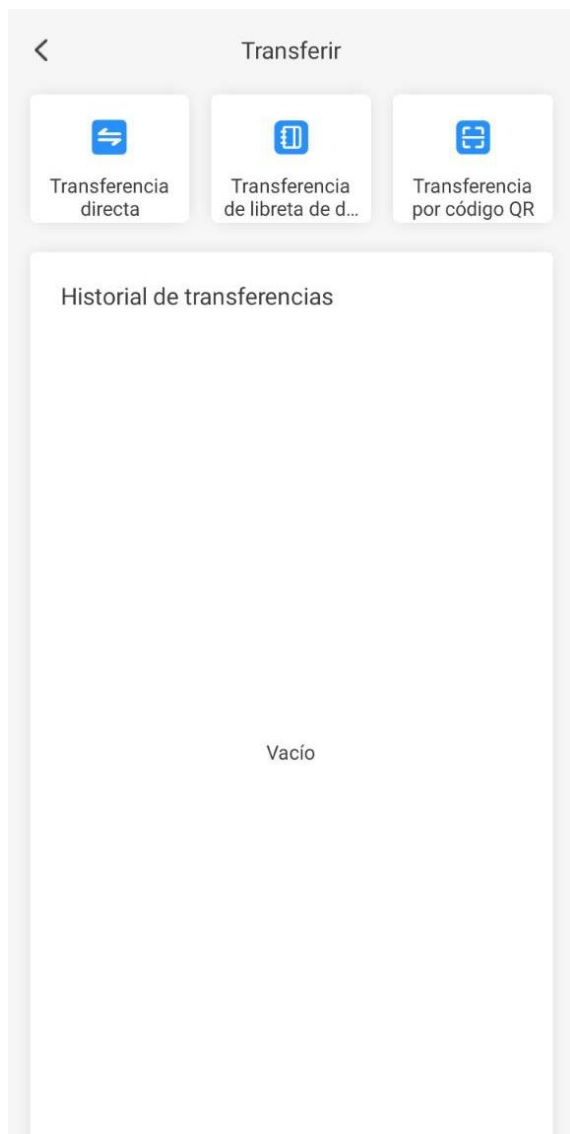 Transferir
Transferencia
directa
Transferencia
de libreta de d...
Transferencia
por código QR
Historial de transferencias
Vacío